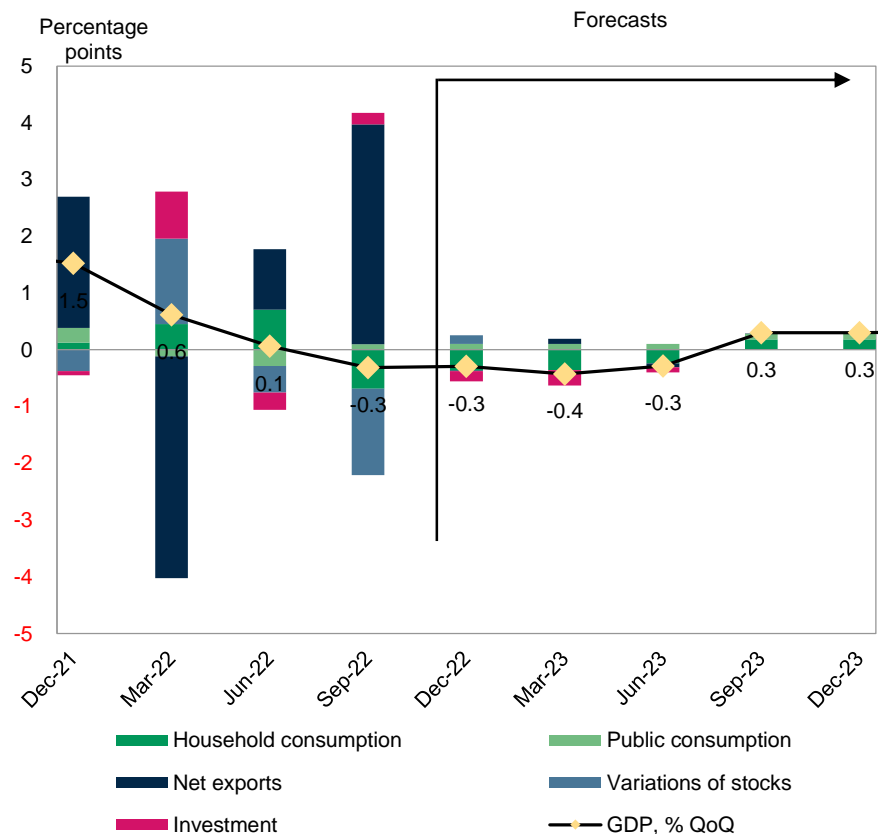 Percentage
points
Forecasts
5
4
3
2
1
0
-1
-2
-3
-4
-5
1.5
0.6
0.1
-0.3
-0.3
-0.4
-0.3
0.3
0.3
Dec-21
Mar-22
Jun-22
Sep-22
Dec-22
Mar-23
Jun-23
Sep-23
Dec-23
Household consumption
Public consumption
Net exports
Variations of stocks
Investment
GDP, % QoQ